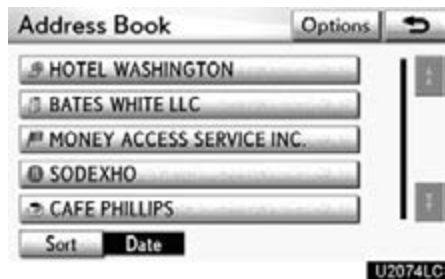 Address Book Options
HOTEL WASHINGTON
BATES WHITE LLC
MONEY ACCESS SERVICE INC.
SODEXHO
CAFE PHILLIPS
Sort Date
U2074LC